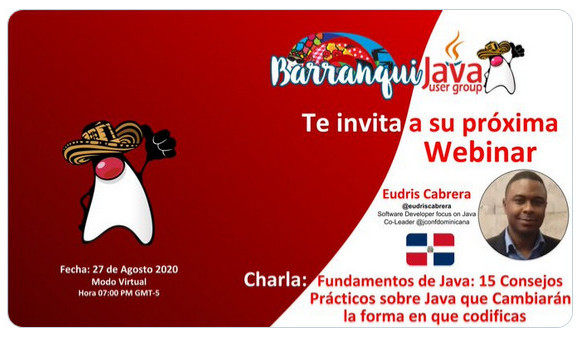 BarranquiJava
user group
Te invita a su próxima
Webinar
Eudris Cabrera
@eudriscabrera
Software Developer focus on Java
Co-Leader @jconfdominicana
Fecha: 27 de Agosto 2020
Modo Virtual
Hora 07:00 PM GMT-5
Charla: Fundamentos de Java: 15 Consejos
Prácticos sobre Java que Cambiarán
la forma en que codificas